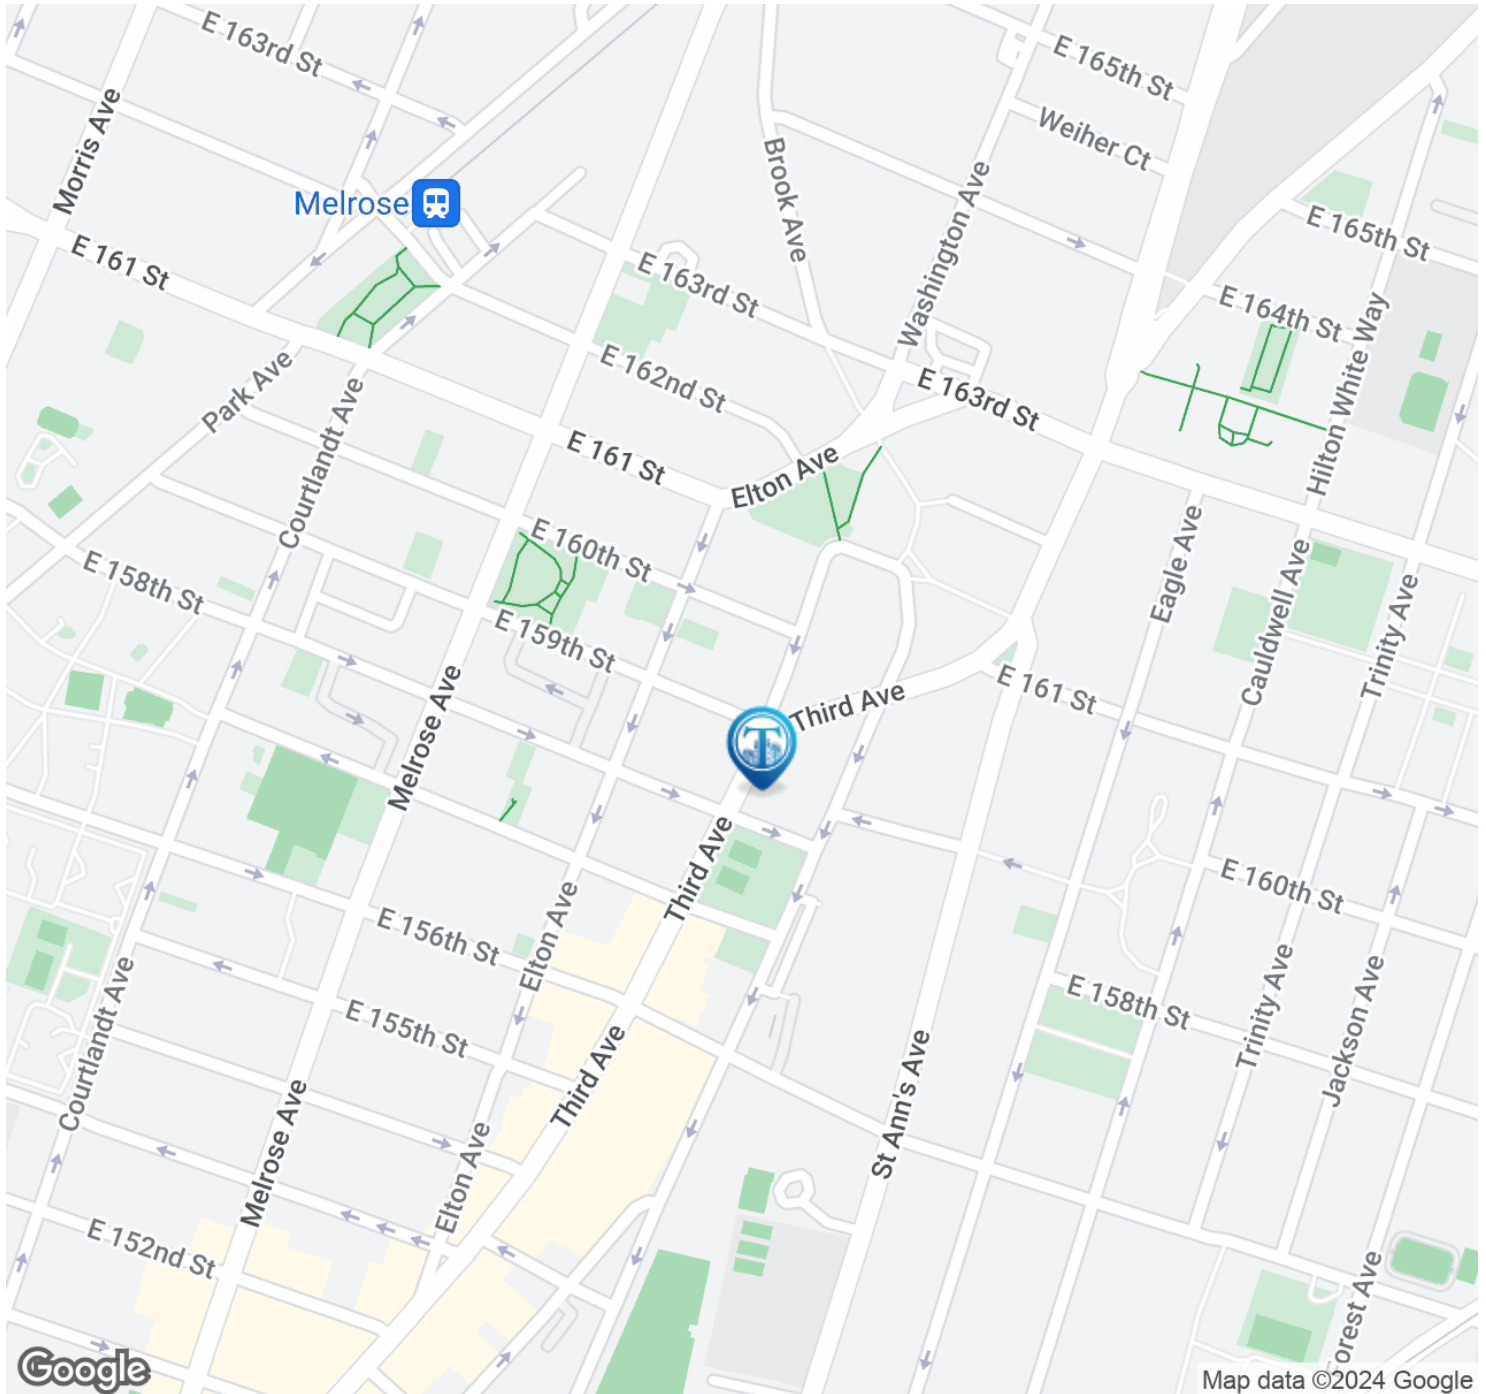 E 163rd St
E 165th St
Morris Ave
Weiher Ct
Brook Ave
Washington Ave
Melrose
E 165th St
E 161 St
E 163rd St
E 164th St
Hilton White Way
Park Ave
E 162nd St
E 163rd St
Courtlandt Ave
E 161 St
Elton Ave
E 158th St
E 160th St
Eagle Ave
Cauldwell Ave
Trinity Ave
E 159th St
E 161 St
Third Ave
T
Melrose Ave
Third Ave
E 160th St
E 156th St
Elton Ave
Courtlandt Ave
E 155th St
E 158th St
Trinity Ave
Jackson Ave
Third Ave
St Ann's Ave
Melrose Ave
Elton Ave
E 152nd St
Forest Ave
Google
Map data ©2024 Google